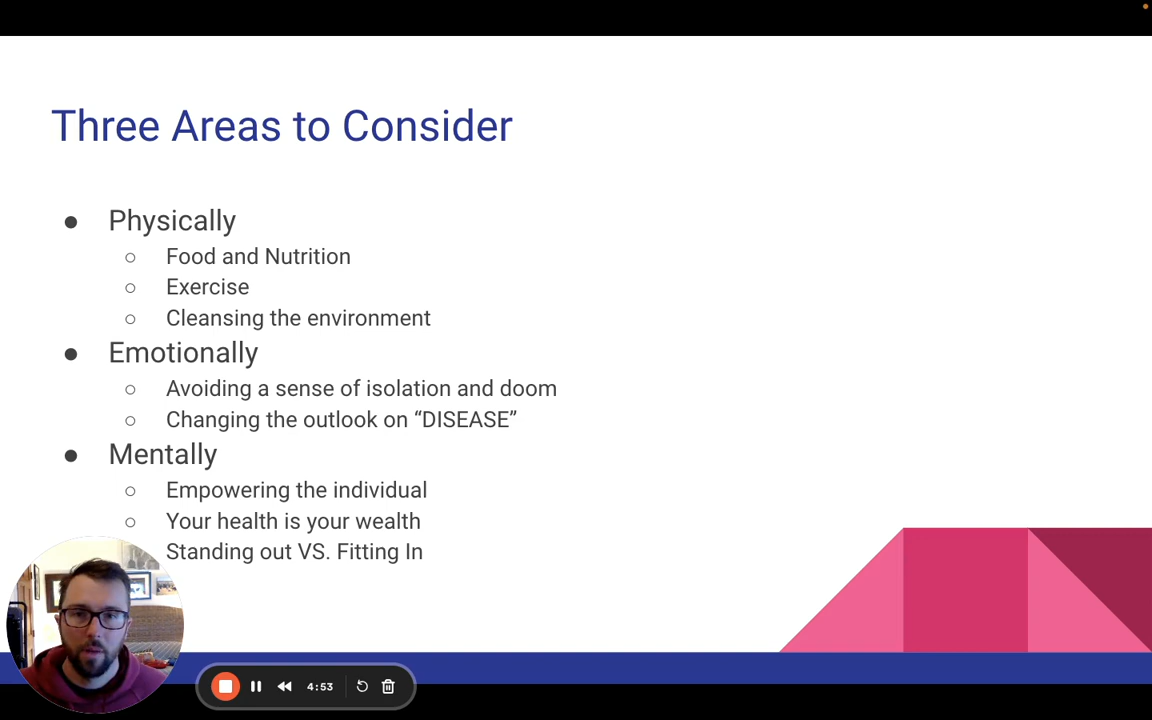 Three Areas to Consider
● Physically
○ Food and Nutrition
○ Exercise
○ Cleansing the environment
● Emotionally
○ Avoiding a sense of isolation and doom
○ Changing the outlook on “DISEASE”
● Mentally
○ Empowering the individual
○ Your health is your wealth
Standing out VS. Fitting In
4:53